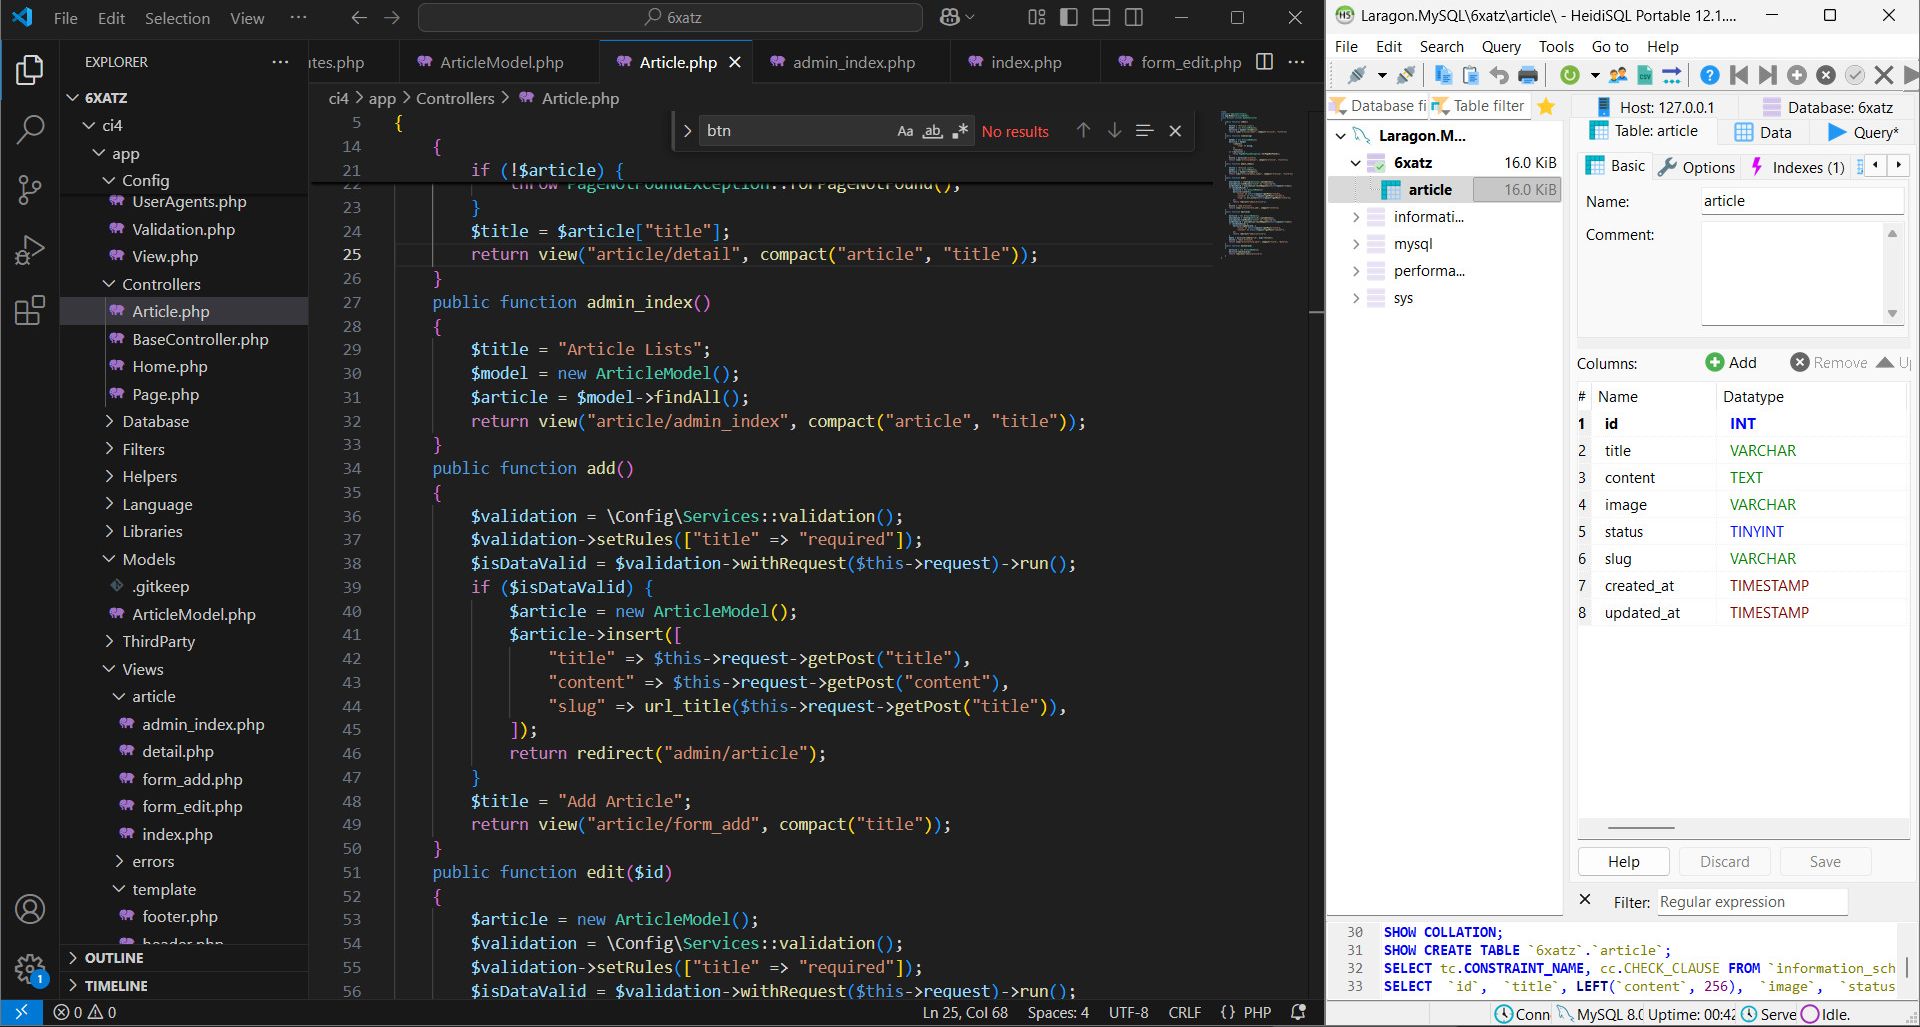 File Edit Selection View ··· 6xatz
EXPLORER ···
6XATZ
ci4
app
Config
UserAgents.php
Validation.php
View.php
Controllers
Article.php
BaseController.php
Home.php
Page.php
Database
Filters
Helpers
Language
Libraries
Models
.gitkeep
ArticleModel.php
ThirdParty
Views
article
admin_index.php
detail.php
form_add.php
form_edit.php
index.php
errors
template
footer.php
header.php
OUTLINE
TIMELINE
ites.php ArticleModel.php Article.php admin_index.php index.php form_edit.php ···
ci4 > app > Controllers > Article.php
btn Aa ab No results
5 {
14 {
21 if (!$article) {
22 throw PageNotFoundException::forPageNotFound();
23 }
24 $title = $article["title"];
25 return view("article/detail", compact("article", "title"));
26 }
27 public function admin_index()
28 {
29 $title = "Article Lists";
30 $model = new ArticleModel();
31 $article = $model->findAll();
32 return view("article/admin_index", compact("article", "title"));
33 }
34 public function add()
35 {
36 $validation = \Config\Services::validation();
37 $validation->setRules(["title" => "required"]);
38 $isDataValid = $validation->withRequest($this->request)->run();
39 if ($isDataValid) {
40 $article = new ArticleModel();
41 $article->insert([
42 "title" => $this->request->getPost("title"),
43 "content" => $this->request->getPost("content"),
44 "slug" => url_title($this->request->getPost("title")),
45 ]);
46 return redirect("admin/article");
47 }
48 $title = "Add Article";
49 return view("article/form_add", compact("title"));
50 }
51 public function edit($id)
52 {
53 $article = new ArticleModel();
54 $validation = \Config\Services::validation();
55 $validation->setRules(["title" => "required"]);
56 $isDataValid = $validation->withRequest($this->request)->run();
1
0 0 Ln 25, Col 68 Spaces: 4 UTF-8 CRLF {} PHP
HS Laragon.MySQL\6xatz\article\ - HeidiSQL Portable 12.1....
File Edit Search Query Tools Go to Help
Database fi Table filter
Laragon.M...
6xatz 16.0 KiB
article 16.0 KiB
informati...
mysql
performa...
sys
Host: 127.0.0.1 Database: 6xatz
Table: article Data Query*
Basic Options Indexes (1)
Name: article
Comment:
Columns: Add Remove U
# Name Datatype
1 id INT
2 title VARCHAR
3 content TEXT
4 image VARCHAR
5 status TINYINT
6 slug VARCHAR
7 created_at TIMESTAMP
8 updated_at TIMESTAMP
Help Discard Save
Filter: Regular expression
30 SHOW COLLATION;
31 SHOW CREATE TABLE `6xatz`.`article`;
32 SELECT tc.CONSTRAINT_NAME, cc.CHECK_CLAUSE FROM `information_sch
33 SELECT `id`, `title`, LEFT(`content`, 256), `image`, `status
Conn MySQL 8.0 Uptime: 00:42 Serve Idle.